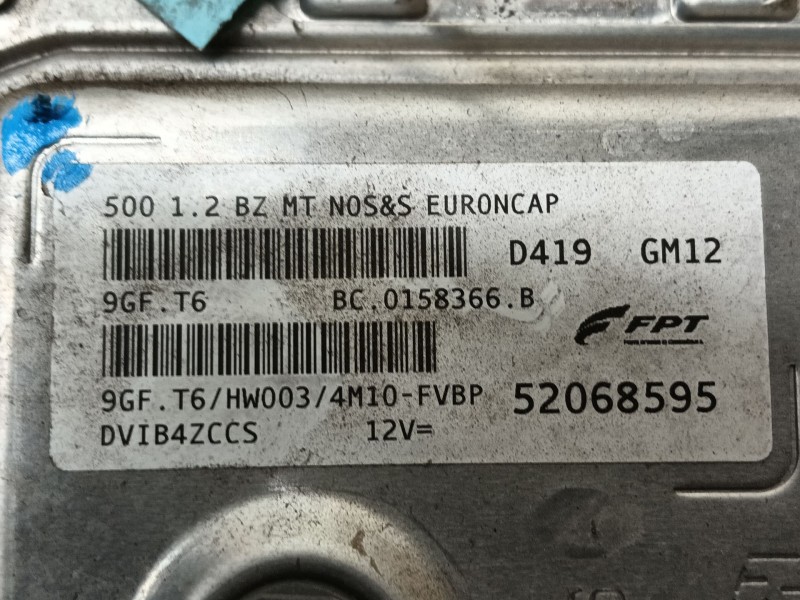 500 1.2 BZ MT NOS&S EURONCAP
D419 GM12
9GF.T6 BC.0158366.B
FPT
9GF.T6/HW003/4M10-FVBP 52068595
DVIB4ZCCS 12V=